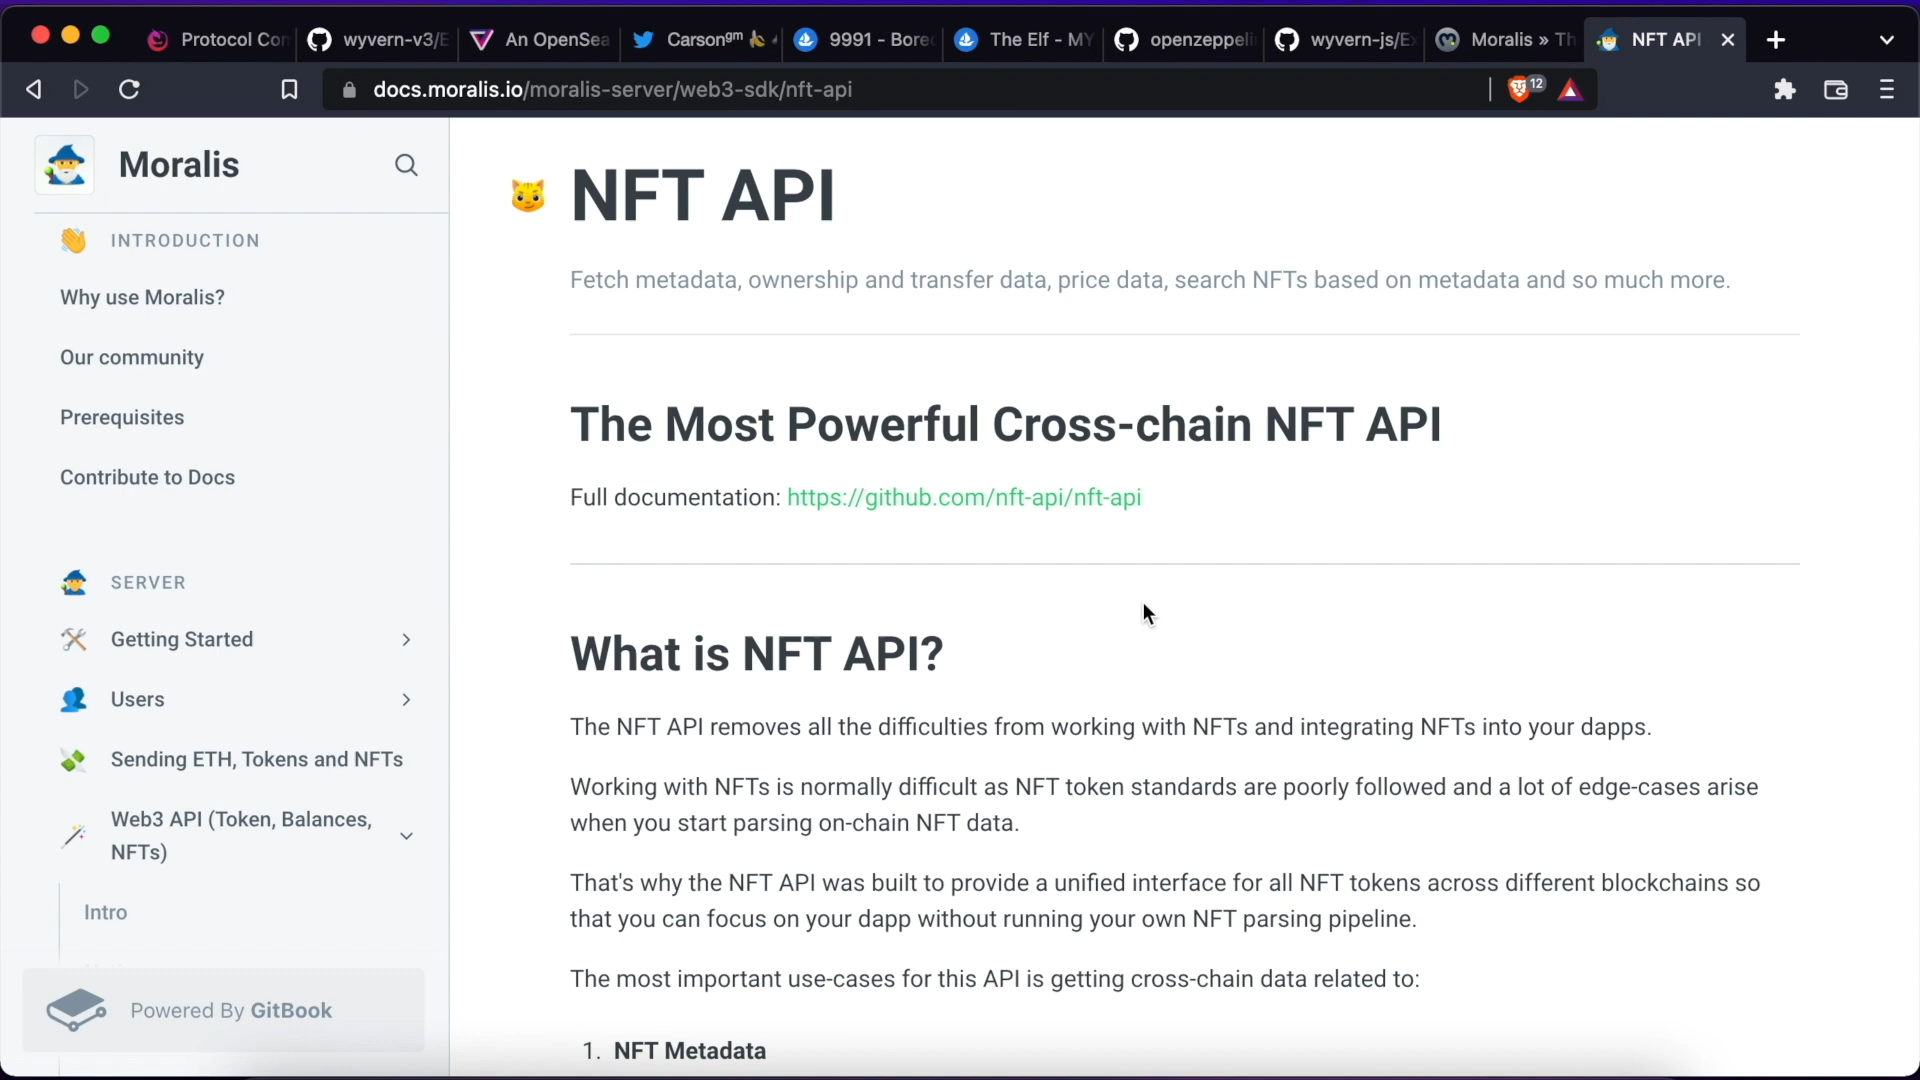 Protocol Con
wyvern-v3/E
An OpenSea
Carsonᵍᵐ
9991 - Bore
The Elf - MY
openzeppeli
wyvern-js/Ex
Moralis » Th
NFT API
docs.moralis.io/moralis-server/web3-sdk/nft-api
12
Moralis
INTRODUCTION
Why use Moralis?
Our community
Prerequisites
Contribute to Docs
SERVER
Getting Started
Users
Sending ETH, Tokens and NFTs
Web3 API (Token, Balances,
NFTs)
Intro
Powered By GitBook
NFT API
Fetch metadata, ownership and transfer data, price data, search NFTs based on metadata and so much more.
The Most Powerful Cross-chain NFT API
Full documentation: https://github.com/nft-api/nft-api
What is NFT API?
The NFT API removes all the difficulties from working with NFTs and integrating NFTs into your dapps.
Working with NFTs is normally difficult as NFT token standards are poorly followed and a lot of edge-cases arise
when you start parsing on-chain NFT data.
That's why the NFT API was built to provide a unified interface for all NFT tokens across different blockchains so
that you can focus on your dapp without running your own NFT parsing pipeline.
The most important use-cases for this API is getting cross-chain data related to:
1. NFT Metadata